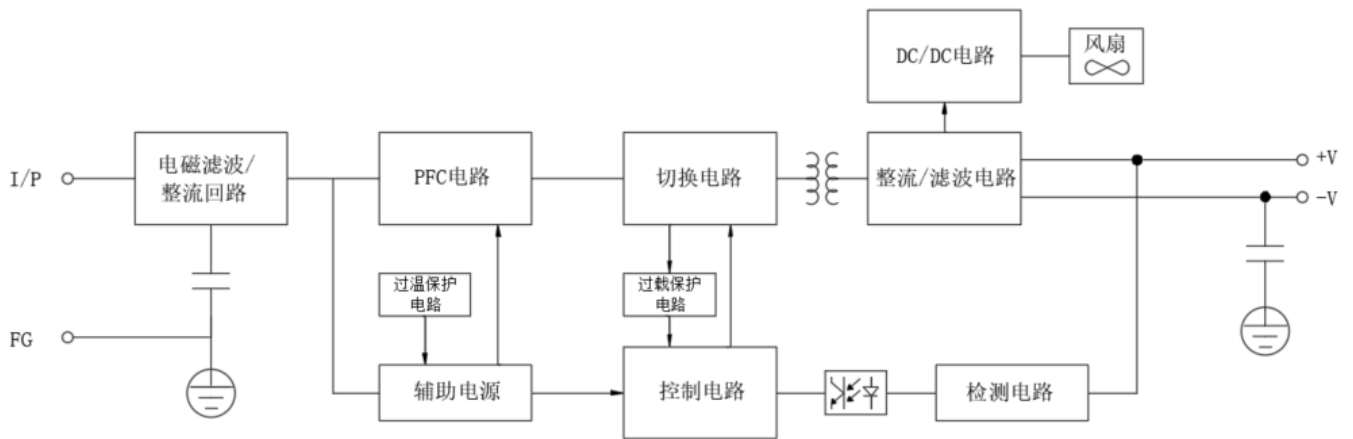 DC/DC电路
风扇
I/P
电磁滤波/
整流回路
PFC电路
切换电路
整流/滤波电路
+V
-V
过温保护
电路
过载保护
电路
FG
辅助电源
控制电路
检测电路